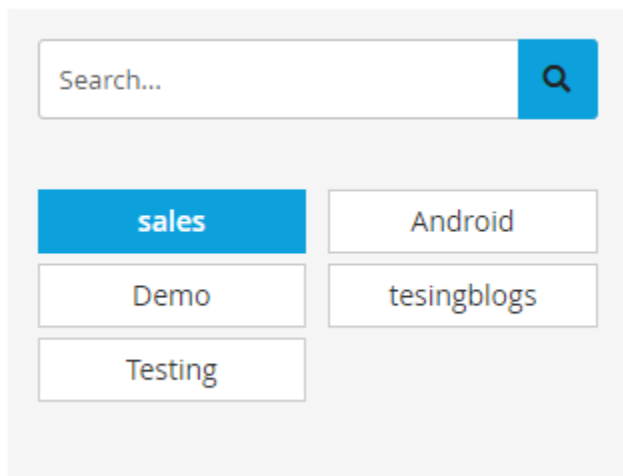 Search...
sales
Android
Demo
tesingblogs
Testing